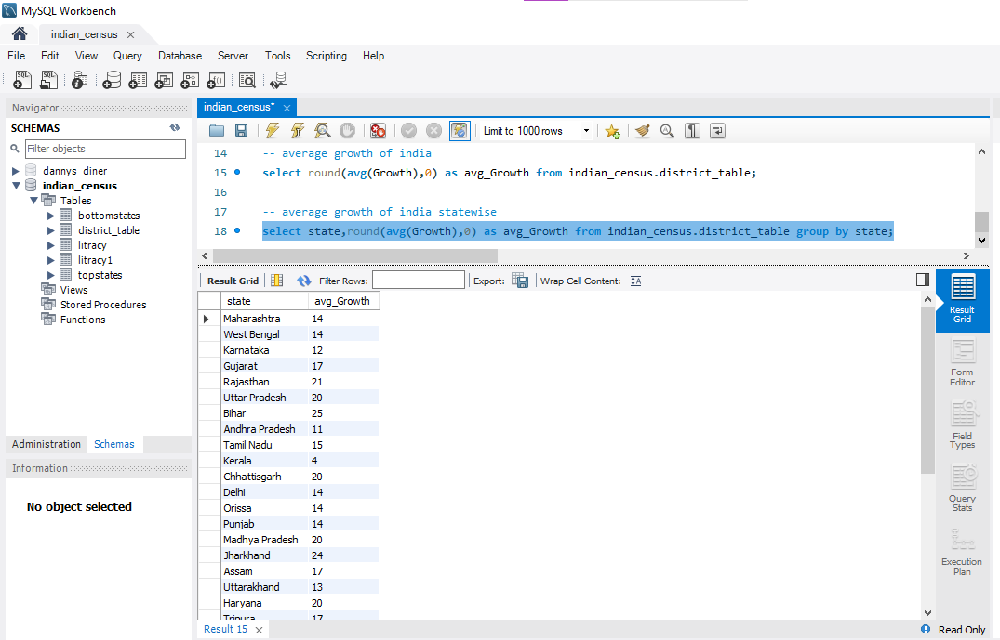 MySQL Workbench
indian_census
File Edit View Query Database Server Tools Scripting Help
Navigator
SCHEMAS
Filter objects
dannys_diner
indian_census
Tables
bottomstates
district_table
litracy
litracy1
topstates
Views
Stored Procedures
Functions
Administration Schemas
Information
No object selected
indian_census*
Limit to 1000 rows
14 -- average growth of india
15 select round(avg(Growth),0) as avg_Growth from indian_census.district_table;
16
17 -- average growth of india statewise
18 select state,round(avg(Growth),0) as avg_Growth from indian_census.district_table group by state;
Result Grid Filter Rows: Export: Wrap Cell Content:
state avg_Growth
Maharashtra 14
West Bengal 14
Karnataka 12
Gujarat 17
Rajasthan 21
Uttar Pradesh 20
Bihar 25
Andhra Pradesh 11
Tamil Nadu 15
Kerala 4
Chhattisgarh 20
Delhi 14
Orissa 14
Punjab 14
Madhya Pradesh 20
Jharkhand 24
Assam 17
Uttarakhand 13
Haryana 20
Tripura 17
Result
Grid
Form
Editor
Field
Types
Query
Stats
Execution
Plan
Result 15
Read Only